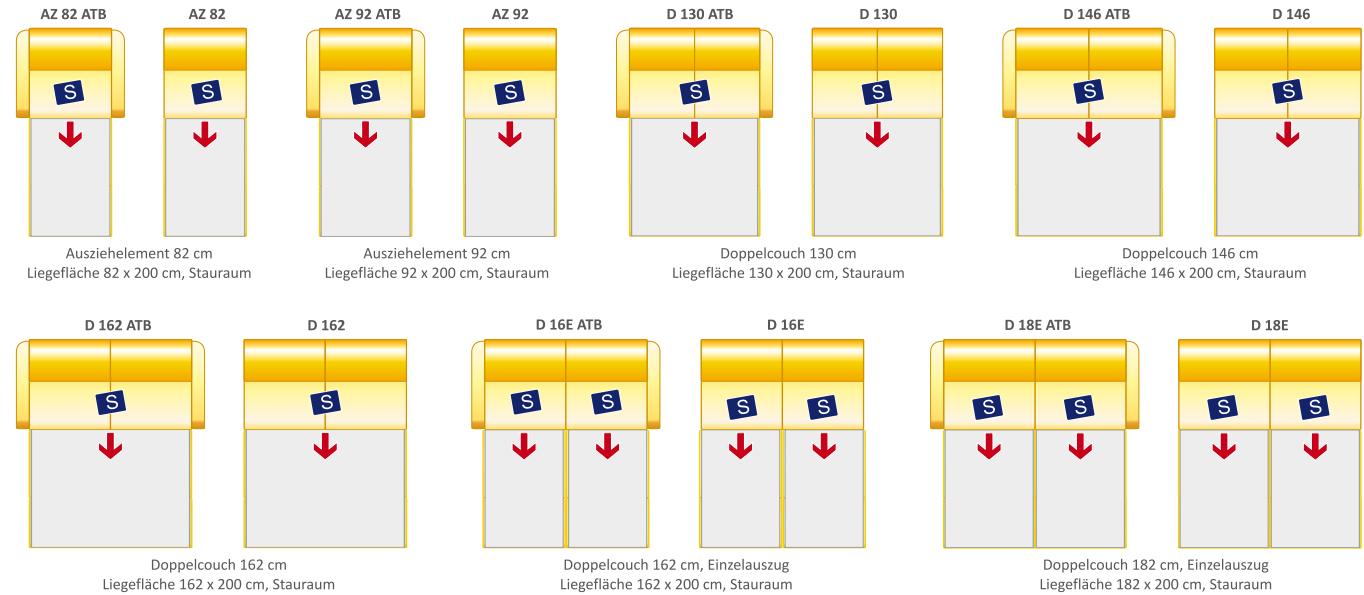 AZ 82 ATB
AZ 82
AZ 92 ATB
AZ 92
D 130 ATB
D 130
D 146 ATB
D 146
S
S
S
S
S
S
S
S
Ausziehelement 82 cm
Liegefläche 82 x 200 cm, Stauraum
Ausziehelement 92 cm
Liegefläche 92 x 200 cm, Stauraum
Doppelcouch 130 cm
Liegefläche 130 x 200 cm, Stauraum
Doppelcouch 146 cm
Liegefläche 146 x 200 cm, Stauraum
D 162 ATB
D 162
D 16E ATB
D 16E
D 18E ATB
D 18E
S
S
S
S
S
S
S
S
S
S
Doppelcouch 162 cm
Liegefläche 162 x 200 cm, Stauraum
Doppelcouch 162 cm, Einzelauszug
Liegefläche 162 x 200 cm, Stauraum
Doppelcouch 182 cm, Einzelauszug
Liegefläche 182 x 200 cm, Stauraum